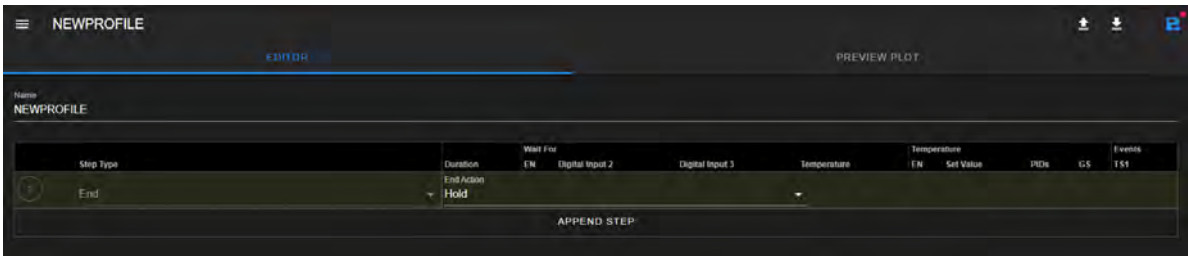 NEWPROFILE
EDITOR PREVIEW PLOT
Name
NEWPROFILE
Wait For Temperature Events
Step Type Duration EN Digital Input 2 Digital Input 3 Temperature EN Set Value PIDs GS TS1
End Action
End Hold
APPEND STEP